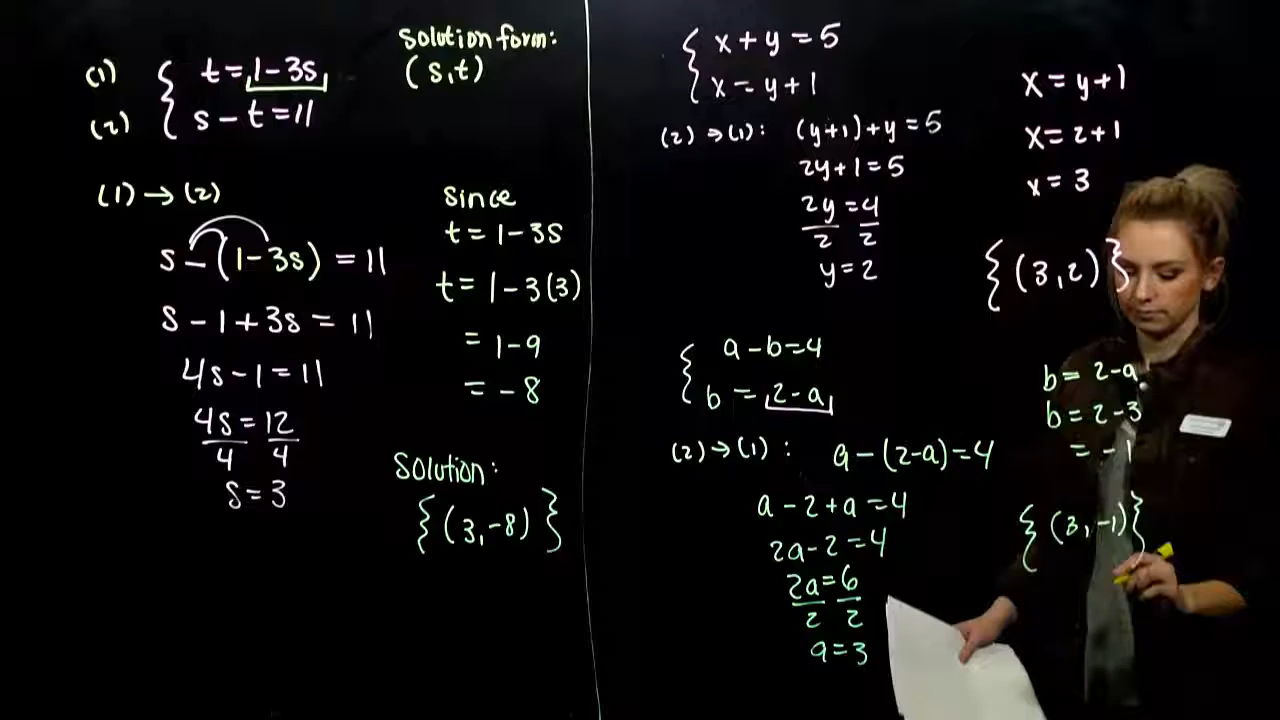 (1) { t = 1 - 3s
(2) s - t = 11
Solution form:
(s, t)
(1) → (2)
s - (1 - 3s) = 11
s - 1 + 3s = 11
4s - 1 = 11
4s = 12
4 4
s = 3
Since
t = 1 - 3s
t = 1 - 3(3)
= 1 - 9
= - 8
Solution:
{(3, -8)}
{ x + y = 5
x = y + 1
(2) → (1): (y+1) + y = 5
2y + 1 = 5
2y = 4
2 2
y = 2
x = y + 1
x = 2 + 1
x = 3
{(3, 2)}
{ a - b = 4
b = 2 - a
(2) → (1): a - (2-a) = 4
a - 2 + a = 4
2a - 2 = 4
2a = 6
2 2
a = 3
b = 2 - a
b = 2 - 3
= - 1
{(3, -1)}